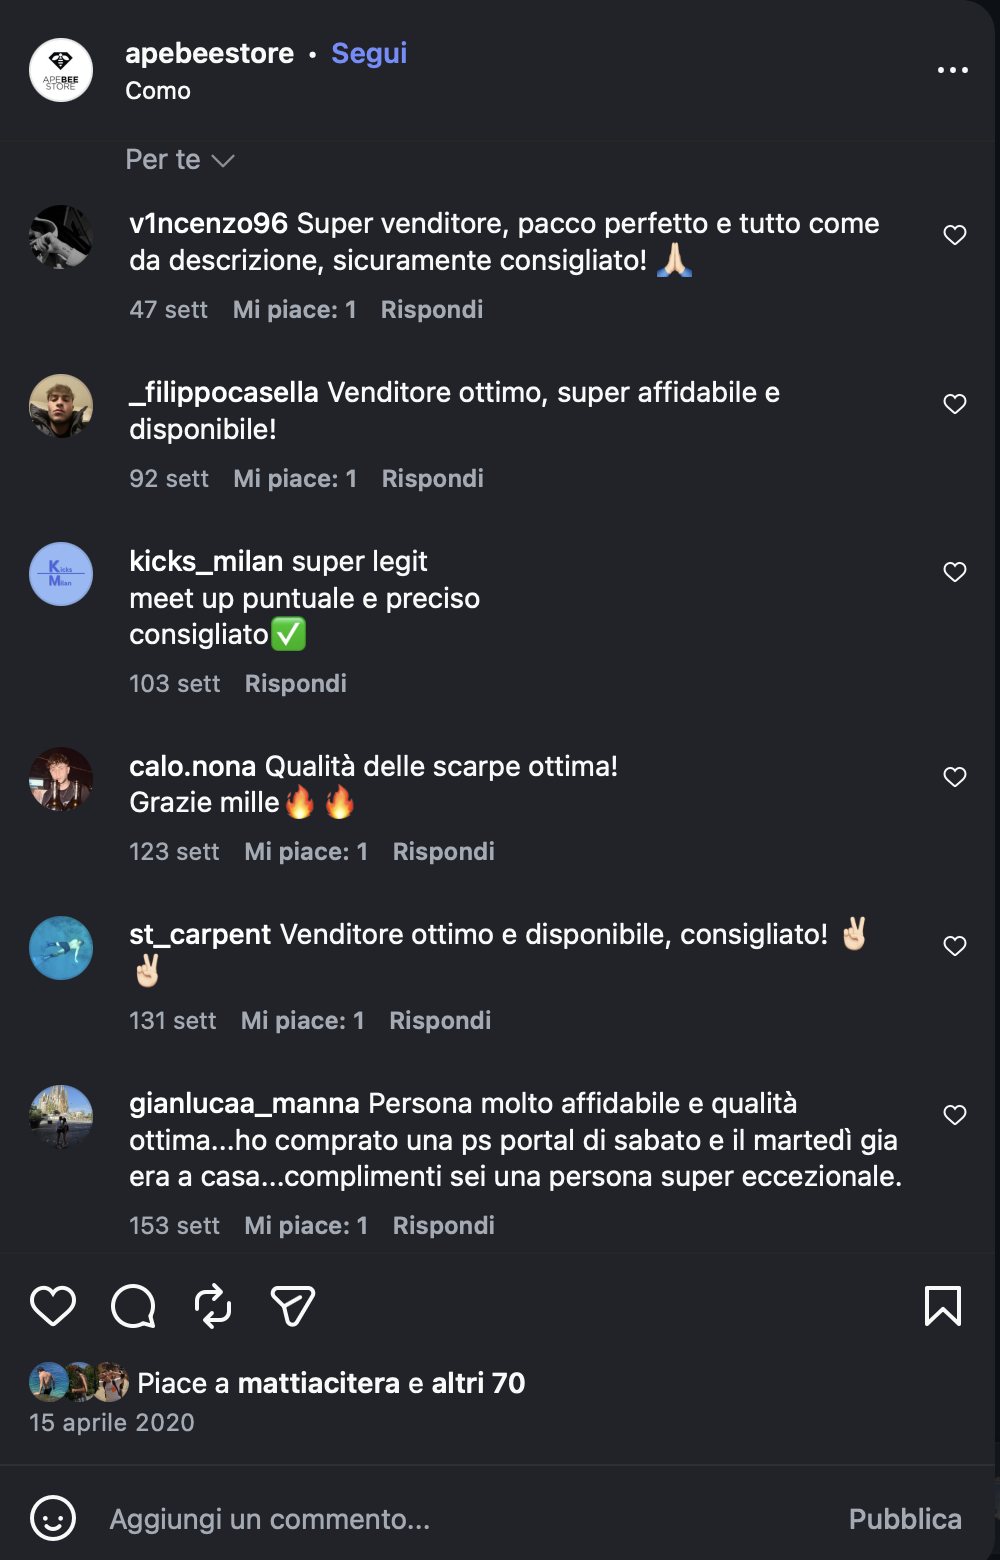 APEBEE
STORE
apebeestore • Segui
Como
Per te
v1ncenzo96 Super venditore, pacco perfetto e tutto come
da descrizione, sicuramente consigliato! 🙏🏻
47 sett Mi piace: 1 Rispondi
_filippocasella Venditore ottimo, super affidabile e
disponibile!
92 sett Mi piace: 1 Rispondi
Kicks
Milan
kicks_milan super legit
meet up puntuale e preciso
consigliato✅
103 sett Rispondi
calo.nona Qualità delle scarpe ottima!
Grazie mille🔥🔥
123 sett Mi piace: 1 Rispondi
st_carpent Venditore ottimo e disponibile, consigliato! ✌🏻
✌🏻
131 sett Mi piace: 1 Rispondi
gianlucaa_manna Persona molto affidabile e qualità
ottima...ho comprato una ps portal di sabato e il martedì gia
era a casa...complimenti sei una persona super eccezionale.
153 sett Mi piace: 1 Rispondi
Piace a mattiacitera e altri 70
15 aprile 2020
Aggiungi un commento... Pubblica